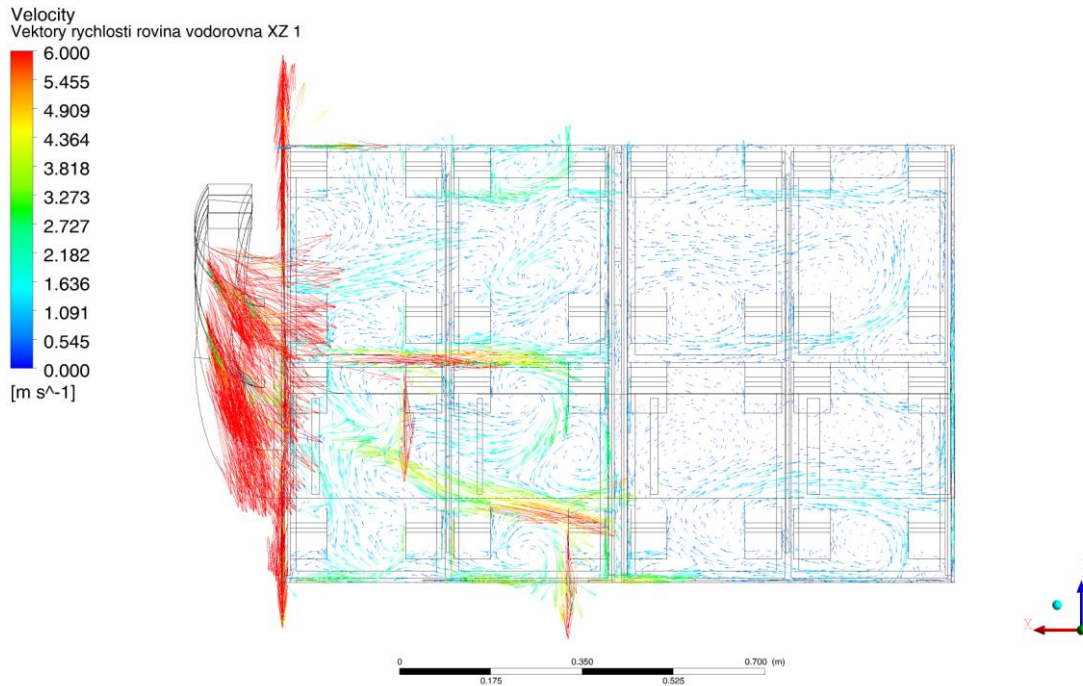 Velocity
Vektory rychlosti rovina vodorovna XZ 1
6.000
5.455
4.909
4.364
3.818
3.273
2.727
2.182
1.636
1.091
0.545
0.000
[m s^-1]
X
0 0.350 0.700 (m)
0.175 0.525